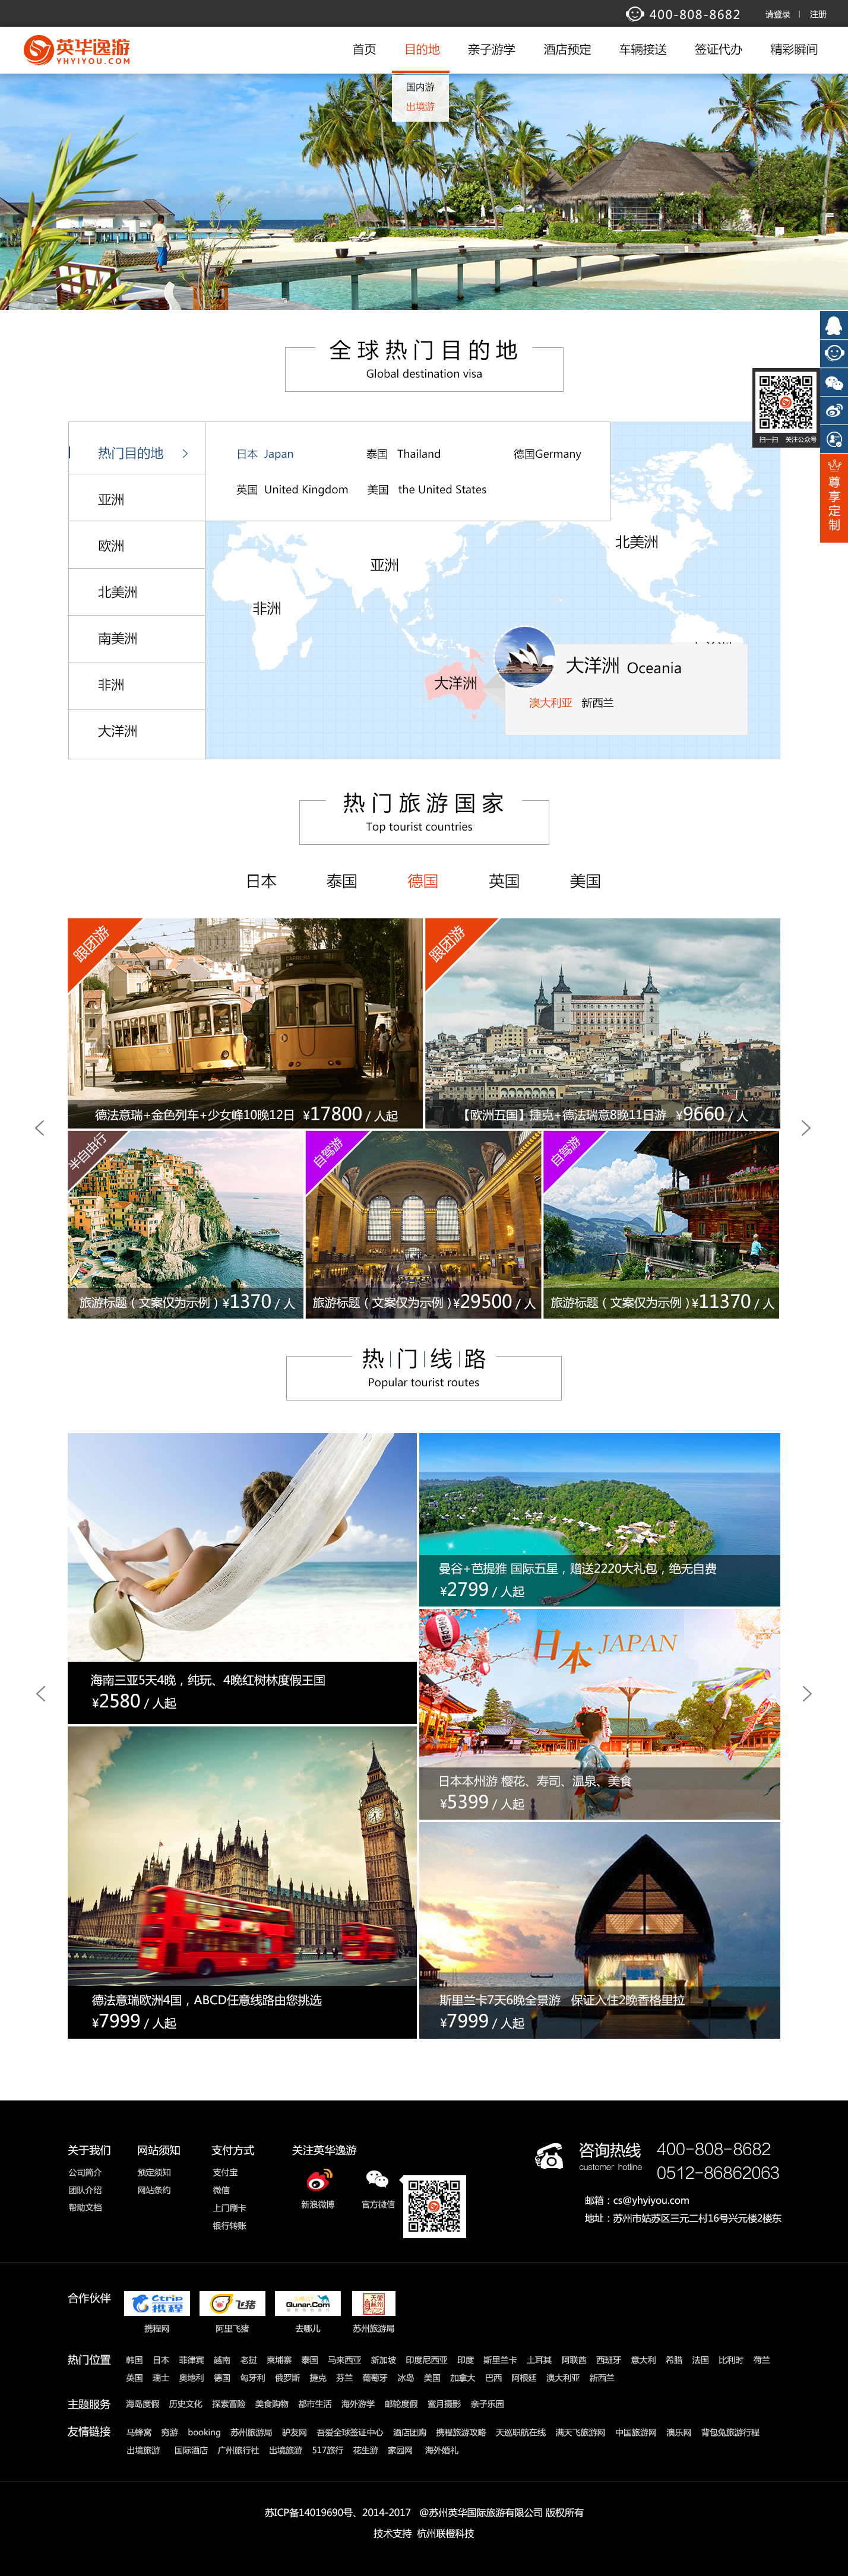 400-808-8682 请登录 | 注册
英华逸游
YHYIYOU.COM
首页 目的地 亲子游学 酒店预定 车辆接送 签证代办 精彩瞬间
国内游
出境游
全球热门目的地
Global destination visa
扫一扫 关注公众号
尊享定制
热门目的地
亚洲
欧洲
北美洲
南美洲
非洲
大洋洲
日本 Japan 泰国 Thailand 德国Germany
英国 United Kingdom 美国 the United States
北美洲
亚洲
非洲
大洋洲
大洋洲 Oceania
澳大利亚 新西兰
热门旅游国家
Top tourist countries
日本 泰国 德国 英国 美国
跟团游
德法意瑞+金色列车+少女峰10晚12日 ¥17800 / 人起
跟团游
【欧洲五国】捷克+德法瑞意8晚11日游 ¥9660 / 人
半自由行
旅游标题（文案仅为示例）¥1370 / 人
自驾游
旅游标题（文案仅为示例）¥29500 / 人
自驾游
旅游标题（文案仅为示例）¥11370 / 人
热门线路
Popular tourist routes
海南三亚5天4晚，纯玩、4晚红树林度假王国
¥2580 / 人起
曼谷+芭提雅 国际五星，赠送2220大礼包，绝无自费
¥2799 / 人起
日本 JAPAN
日本本州游 樱花、寿司、温泉、美食
¥5399 / 人起
德法意瑞欧洲4国，ABCD任意线路由您挑选
¥7999 / 人起
斯里兰卡7天6晚全景游 保证入住2晚香格里拉
¥7999 / 人起
关于我们
公司简介
团队介绍
帮助文档
网站须知
预定须知
网站条约
支付方式
支付宝
微信
上门刷卡
银行转账
关注英华逸游
新浪微博 官方微信
咨询热线 400-808-8682
customer hotline 0512-86862063
邮箱：cs@yhyiyou.com
地址：苏州市姑苏区三元二村16号兴元楼2楼东
合作伙伴
Ctrip 携程 飞猪 Qunar.Com
携程网 阿里飞猪 去哪儿 苏州旅游局
热门位置 韩国 日本 菲律宾 越南 老挝 柬埔寨 泰国 马来西亚 新加坡 印度尼西亚 印度 斯里兰卡 土耳其 阿联酋 西班牙 意大利 希腊 法国 比利时 荷兰
英国 瑞士 奥地利 德国 匈牙利 俄罗斯 捷克 芬兰 葡萄牙 冰岛 美国 加拿大 巴西 阿根廷 澳大利亚 新西兰
主题服务 海岛度假 历史文化 探索冒险 美食购物 都市生活 海外游学 邮轮度假 蜜月摄影 亲子乐园
友情链接 马蜂窝 穷游 booking 苏州旅游局 驴友网 吾爱全球签证中心 酒店团购 携程旅游攻略 天巡职航在线 满天飞旅游网 中国旅游网 澳乐网 背包兔旅游行程
出境旅游 国际酒店 广州旅行社 出境旅游 517旅行 花生游 家园网 海外婚礼
苏ICP备14019690号、2014-2017 @苏州英华国际旅游有限公司 版权所有
技术支持 杭州联橙科技